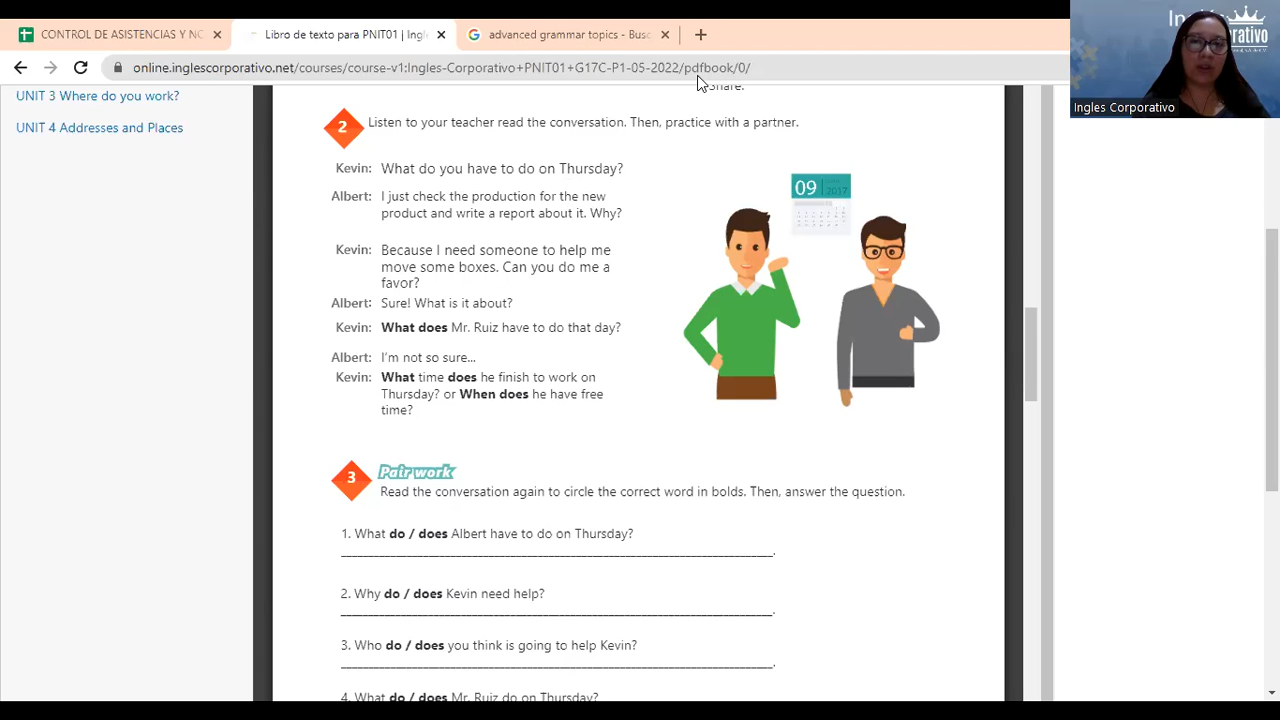 CONTROL DE ASISTENCIAS Y NC
Libro de texto para PNIT01 | Ingl
advanced grammar topics - Busc
online.inglescorporativo.net/courses/course-v1:Ingles-Corporativo+PNIT01+G17C-P1-05-2022/pdfbook/0/
Ingles Corporativo
UNIT 3 Where do you work?
UNIT 4 Addresses and Places
Share.
2
Listen to your teacher read the conversation. Then, practice with a partner.
Kevin: What do you have to do on Thursday?
Albert: I just check the production for the new
product and write a report about it. Why?
Kevin: Because I need someone to help me
move some boxes. Can you do me a
favor?
Albert: Sure! What is it about?
Kevin: What does Mr. Ruiz have to do that day?
Albert: I'm not so sure...
Kevin: What time does he finish to work on
Thursday? or When does he have free
time?
09 2017
3
Pair work
Read the conversation again to circle the correct word in bolds. Then, answer the question.
1. What do / does Albert have to do on Thursday?
2. Why do / does Kevin need help?
3. Who do / does you think is going to help Kevin?
4. What do / does Mr. Ruiz do on Thursday?